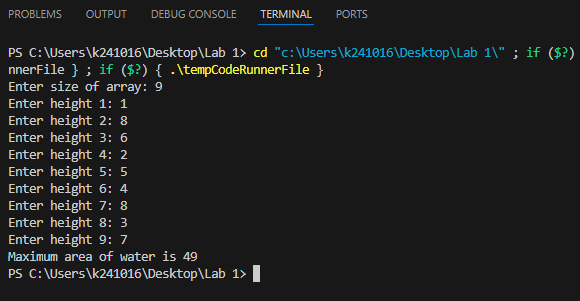 PROBLEMS OUTPUT DEBUG CONSOLE TERMINAL PORTS
PS C:\Users\k241016\Desktop\Lab 1> cd "c:\Users\k241016\Desktop\Lab 1\" ; if ($?)
nnerFile } ; if ($?) { .\tempCodeRunnerFile }
Enter size of array: 9
Enter height 1: 1
Enter height 2: 8
Enter height 3: 6
Enter height 4: 2
Enter height 5: 5
Enter height 6: 4
Enter height 7: 8
Enter height 8: 3
Enter height 9: 7
Maximum area of water is 49
PS C:\Users\k241016\Desktop\Lab 1>